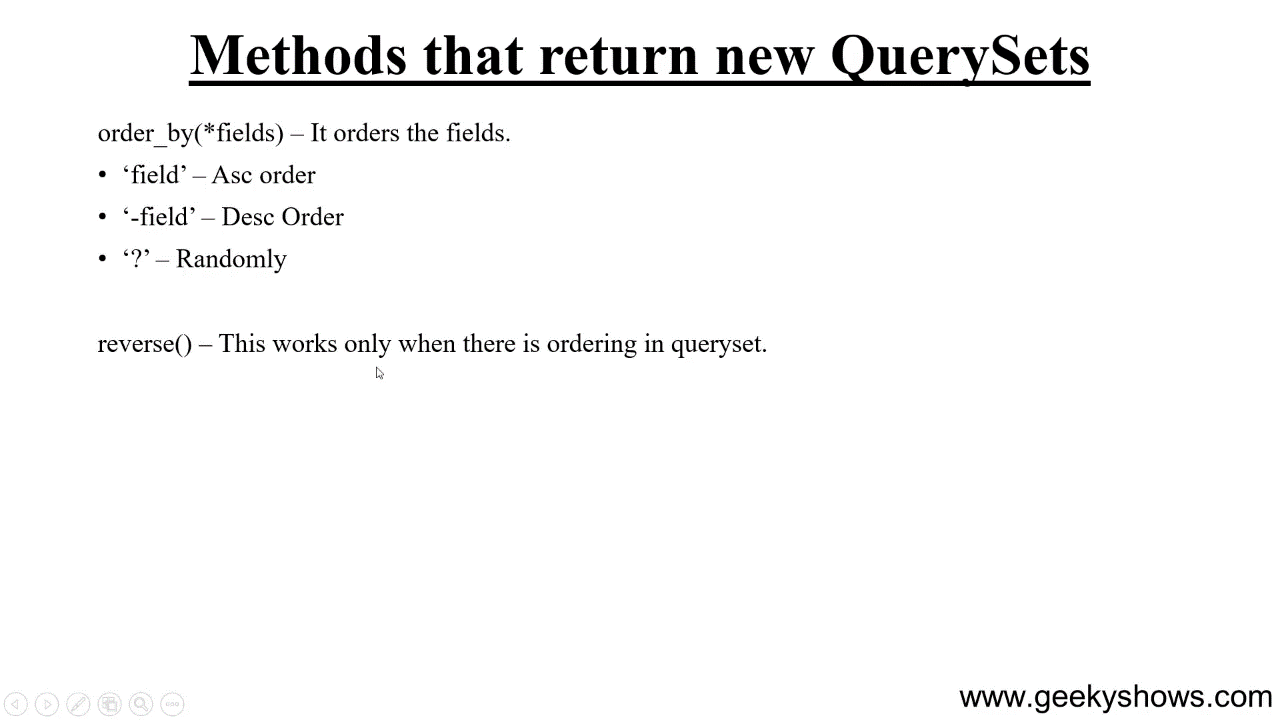 Methods that return new QuerySets
order_by(*fields) – It orders the fields.
• ‘field’ – Asc order
• ‘-field’ – Desc Order
• ‘?’ – Randomly
reverse() – This works only when there is ordering in queryset.
www.geekyshows.com